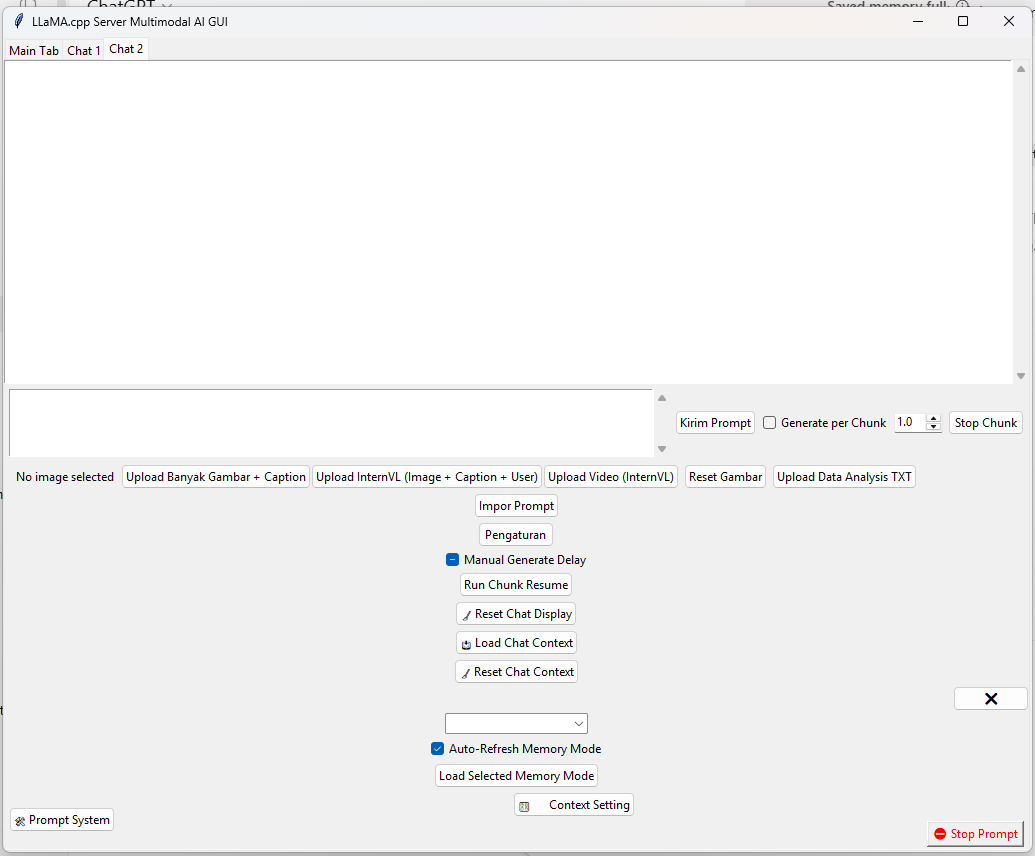 ChatGPT
Saved memory full
LLaMA.cpp Server Multimodal AI GUI
Main Tab Chat 1 Chat 2
Kirim Prompt Generate per Chunk 1.0 Stop Chunk
No image selected Upload Banyak Gambar + Caption Upload InternVL (Image + Caption + User) Upload Video (InternVL) Reset Gambar Upload Data Analysis TXT
Impor Prompt
Pengaturan
Manual Generate Delay
Run Chunk Resume
Reset Chat Display
Load Chat Context
Reset Chat Context
Auto-Refresh Memory Mode
Load Selected Memory Mode
Context Setting
Prompt System
Stop Prompt